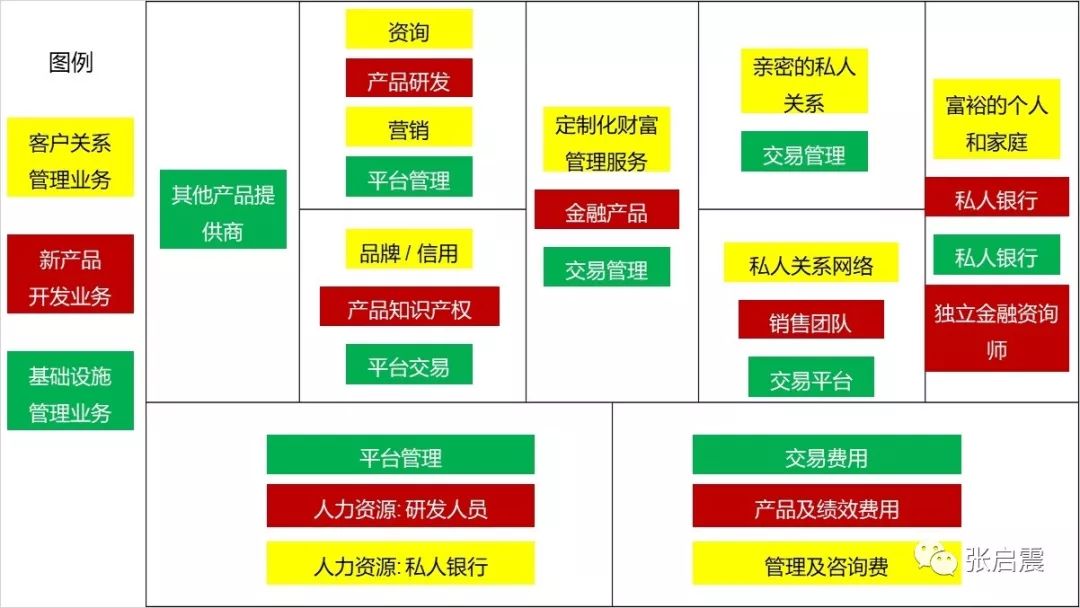 图例
客户关系
管理业务
新产品
开发业务
基础设施
管理业务
其他产品提
供商
资询
产品研发
营销
平台管理
品牌 / 信用
产品知识产权
平台交易
定制化财富
管理服务
金融产品
交易管理
亲密的私人
关系
交易管理
私人关系网络
销售团队
交易平台
富裕的个人
和家庭
私人银行
私人银行
独立金融资询
师
平台管理
人力资源: 研发人员
人力资源: 私人银行
交易费用
产品及绩效费用
管理及咨询费
张启震